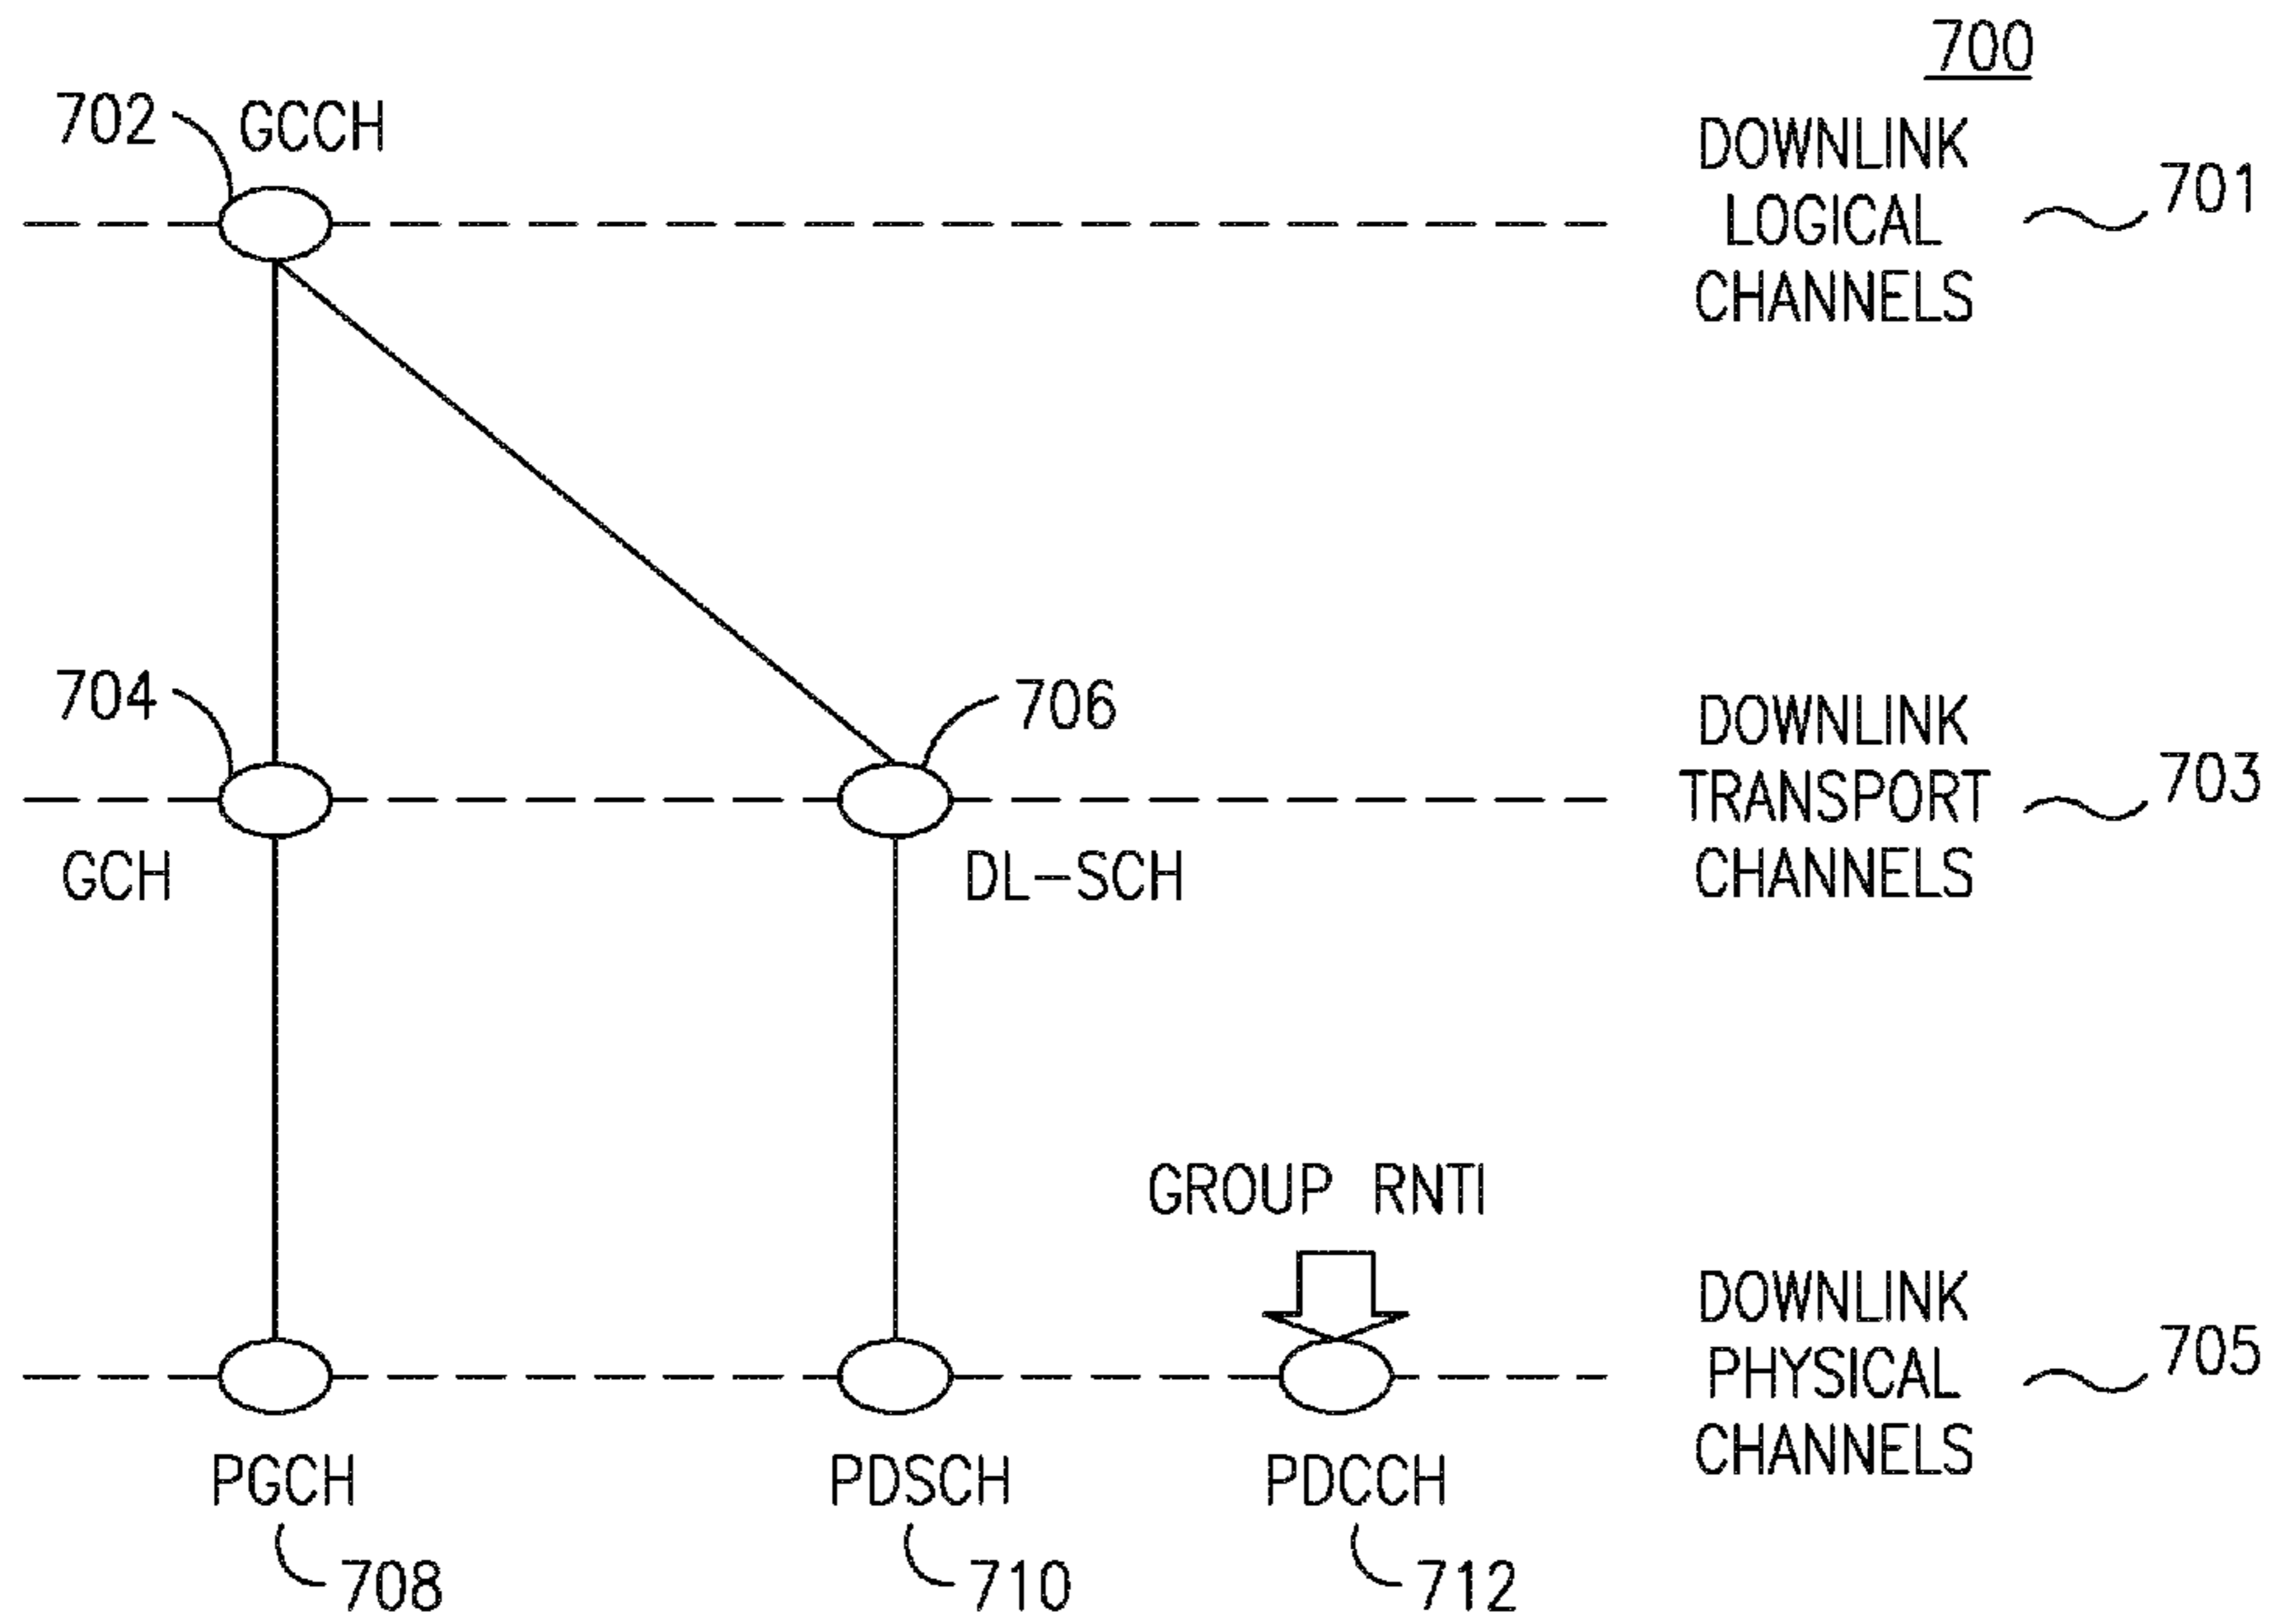 700
702
GCCH
DOWNLINK
LOGICAL
CHANNELS
701
704
706
DOWNLINK
TRANSPORT
CHANNELS
703
GCH
DL-SCH
GROUP RNTI
DOWNLINK
PHYSICAL
CHANNELS
705
PGCH
PDSCH
PDCCH
708
710
712